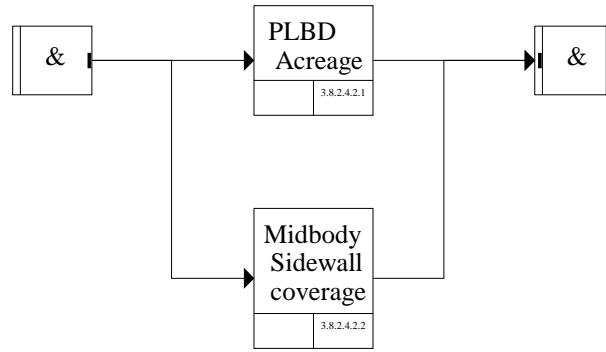 &
PLBD
Acreage
3.8.2.4.2.1
&
Midbody
Sidewall
coverage
3.8.2.4.2.2